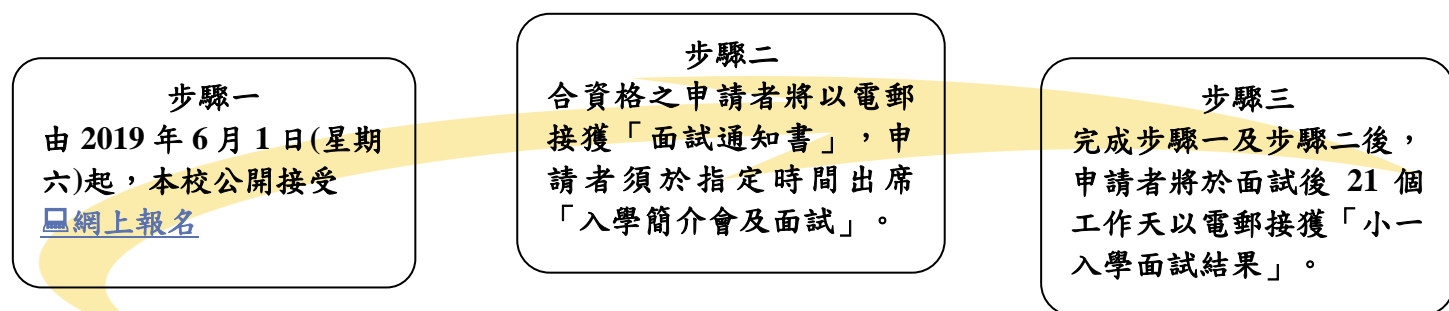 步驟一
由 2019 年 6 月 1 日(星期
六)起，本校公開接受
💻網上報名
步驟二
合資格之申請者將以電郵
接獲「面試通知書」，申
請者須於指定時間出席
「入學簡介會及面試」。
步驟三
完成步驟一及步驟二後，
申請者將於面試後 21 個
工作天以電郵接獲「小一
入學面試結果」。